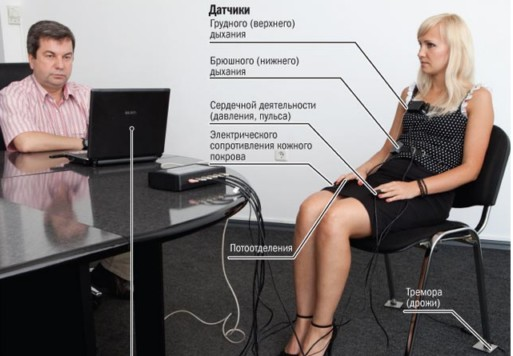 Датчики
Грудного (верхнего)
дыхания
Брюшного (нижнего)
дыхания
Сердечной деятельности
(давления, пульса)
Электрического
сопротивления кожного
покрова
Потоотделения
Тремора
(дрожи)